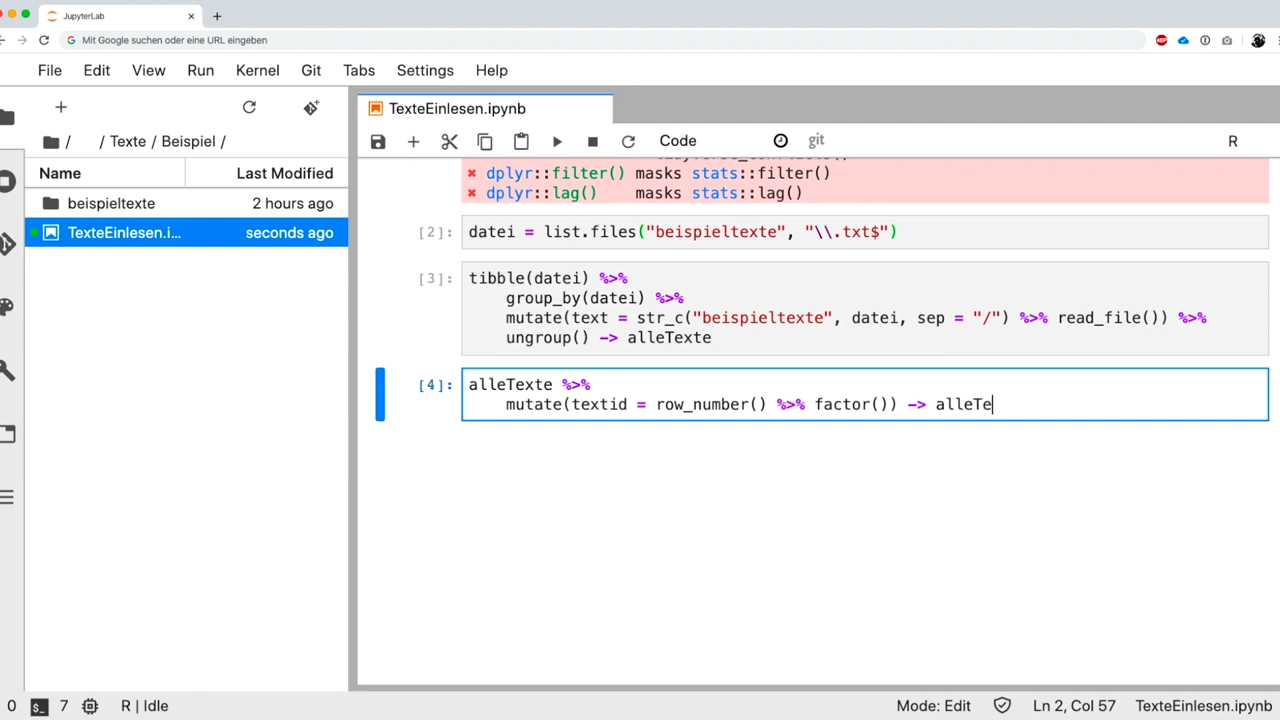 JupyterLab
Mit Google suchen oder eine URL eingeben
File Edit View Run Kernel Git Tabs Settings Help
/ / Texte / Beispiel /
Name Last Modified
beispieltexte 2 hours ago
TexteEinlesen.i… seconds ago
TexteEinlesen.ipynb
Code git R
✖ dplyr::filter() masks stats::filter()
✖ dplyr::lag()    masks stats::lag()
[2]: datei = list.files("beispieltexte", "\\.txt$")
[3]: tibble(datei) %>%
group_by(datei) %>%
mutate(text = str_c("beispieltexte", datei, sep = "/") %>% read_file()) %>%
ungroup() -> alleTexte
[4]: alleTexte %>%
mutate(textid = row_number() %>% factor()) -> alleTe
0 $_ 7 R | Idle Mode: Edit Ln 2, Col 57 TexteEinlesen.ipynb